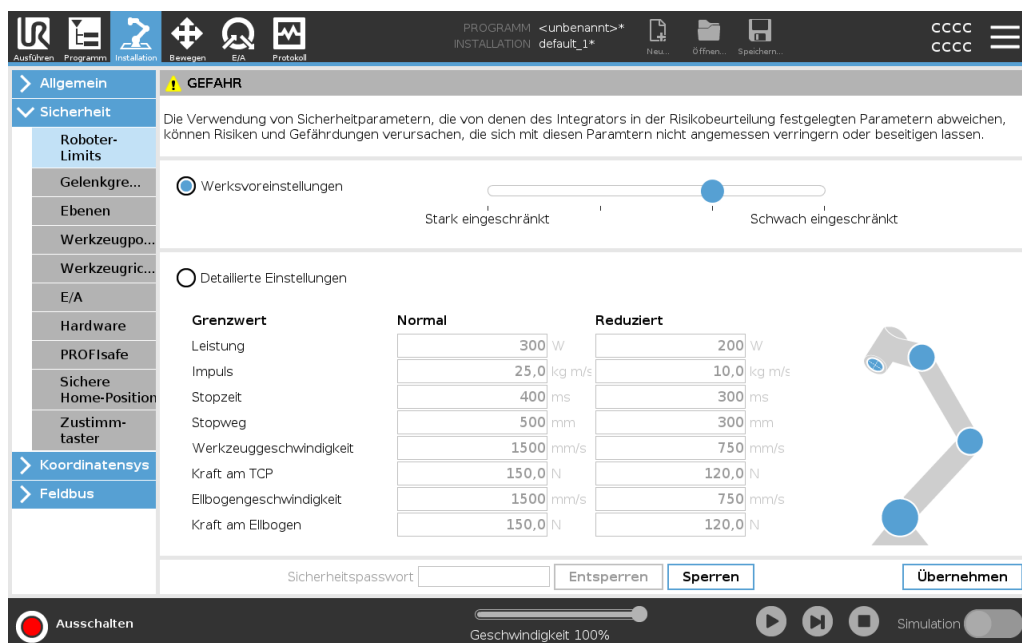 UR
PROGRAMM <unbenannt>*
INSTALLATION default_1*
Ausführen Programm Installation Bewegen E/A Protokoll Neu... Öffnen... Speichern...
CCCC
CCCC
Allgemein
Sicherheit
Roboter-
Limits
Gelenkgre...
Ebenen
Werkzeugpo...
Werkzeugric...
E/A
Hardware
PROFIsafe
Sichere
Home-Position
Zustimm-
taster
Koordinatensys
Feldbus
GEFAHR
Die Verwendung von Sicherheitparametern, die von denen des Integrators in der Risikobeurteilung festgelegten Parametern abweichen,
können Risiken und Gefährdungen verursachen, die sich mit diesen Paramtern nicht angemessen verringern oder beseitigen lassen.
Werksvoreinstellungen
Stark eingeschränkt Schwach eingeschränkt
Detailierte Einstellungen
Grenzwert Normal Reduziert
Leistung 300 W 200 W
Impuls 25,0 kg m/s 10,0 kg m/s
Stopzeit 400 ms 300 ms
Stopweg 500 mm 300 mm
Werkzeuggeschwindigkeit 1500 mm/s 750 mm/s
Kraft am TCP 150,0 N 120,0 N
Ellbogengeschwindigkeit 1500 mm/s 750 mm/s
Kraft am Ellbogen 150,0 N 120,0 N
Sicherheitspasswort Entsperren Sperren Übernehmen
Ausschalten Geschwindigkeit 100% Simulation